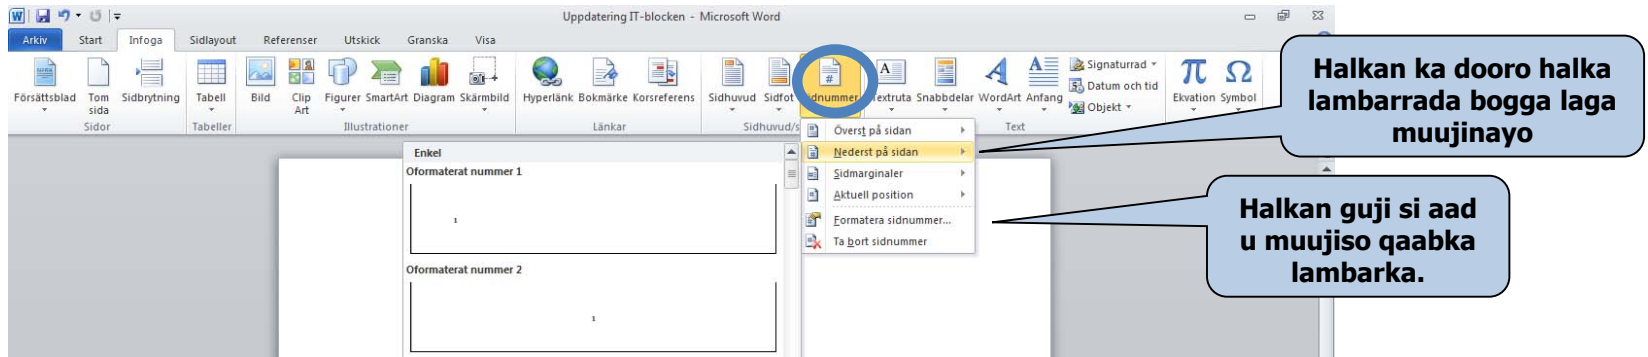 Uppdatering IT-blocken - Microsoft Word
Arkiv Start Infoga Sidlayout Referenser Utskick Granska Visa
Försättsblad Tom sida Sidbrytning Tabell Bild Clip Art Figurer SmartArt Diagram Skärmbild Hyperlänk Bokmärke Korsreferens Sidhuvud Sidfot Snabbdelar WordArt Anfang Signaturrad Datum och tid Objekt Ekvation Symbol
Sidor Tabeller Illustrationer Länkar Text
Överst på sidan
Nederst på sidan
Sidmarginaler
Aktuell position
Formatera sidnummer...
Ta bort sidnummer
Enkel
Oformaterat nummer 1
1
Oformaterat nummer 2
1
Halkan ka dooro halka
lambarrada bogga laga
muujinayo
Halkan guji si aad
u muujiso qaabka
lambarka.